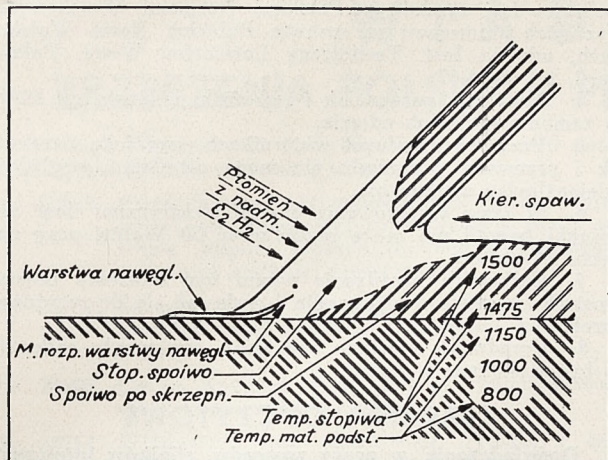 Płomień
z nadm.
C₂H₂
Kier. spaw.
Warstwa nawęgl.
1500
1475
1150
1000
800
M. rozp. warstwy nawęgl.
Stop. spoiwo
Spoiwo po skrzepn.
Temp. stopiwa
Temp. mat. podst.